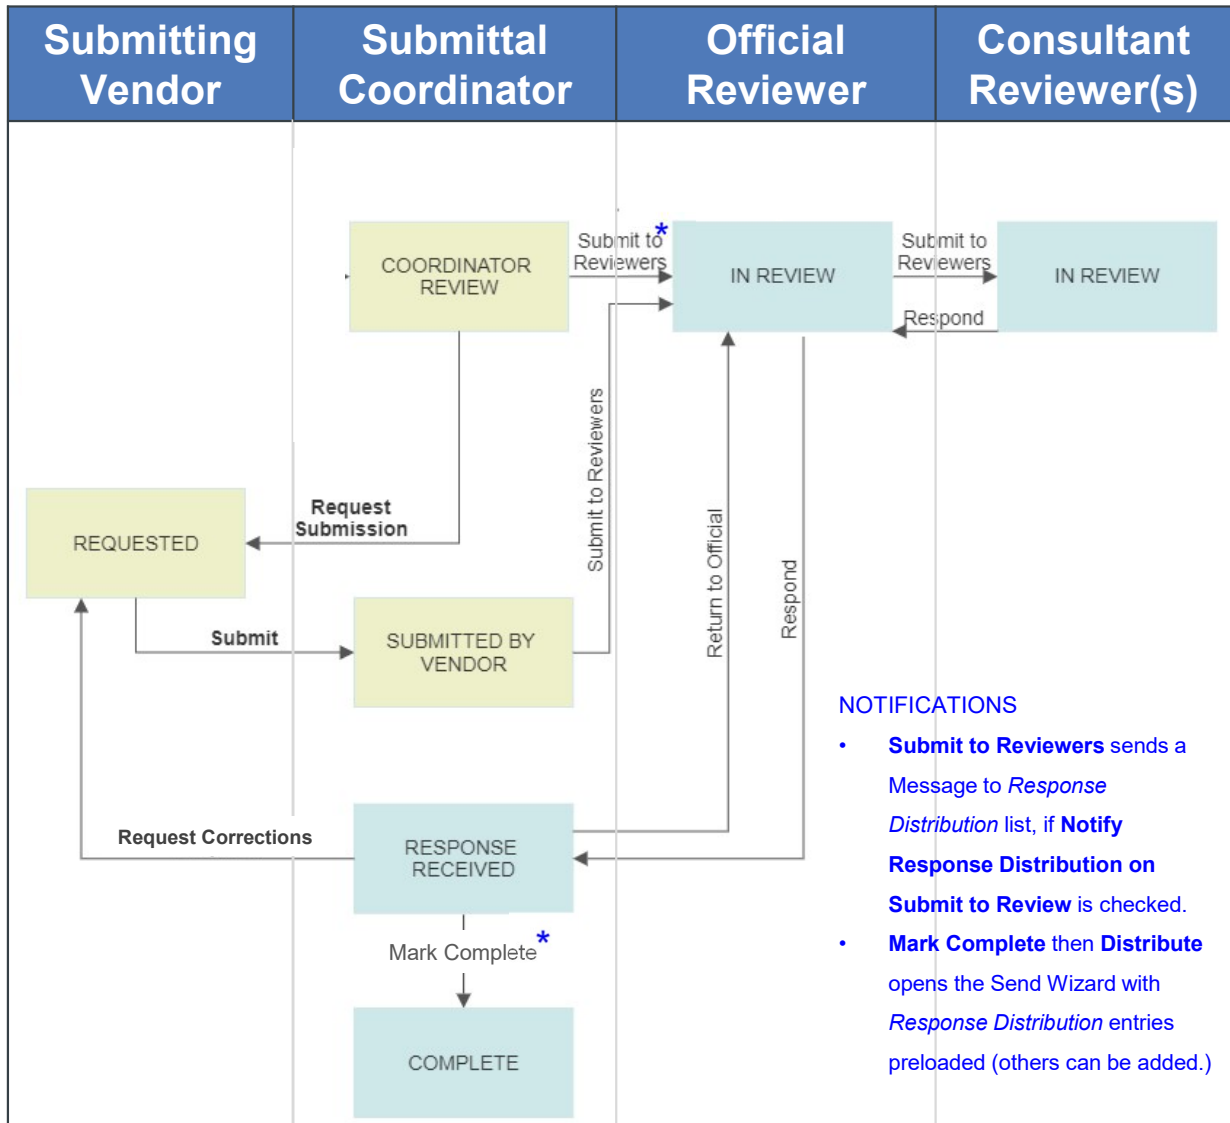 Submitting
Vendor
Submittal
Coordinator
Official
Reviewer
Consultant
Reviewer(s)
COORDINATOR
REVIEW
Submit to*
Reviewers
IN REVIEW
Submit to
Reviewers
IN REVIEW
Respond
Request
Submission
REQUESTED
Submit
SUBMITTED BY
VENDOR
Submit to Reviewers
Return to Official
Respond
Request Corrections
RESPONSE
RECEIVED
Mark Complete*
COMPLETE
NOTIFICATIONS
• Submit to Reviewers sends a
Message to Response
Distribution list, if Notify
Response Distribution on
Submit to Review is checked.
• Mark Complete then Distribute
opens the Send Wizard with
Response Distribution entries
preloaded (others can be added.)